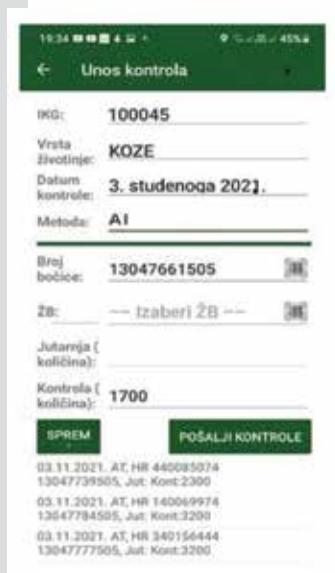 19:34 45%
Unos kontrola
IKG: 100045
Vrsta životinje: KOZE
Datum kontrole: 3. studenoga 2021.
Metoda: AI
Broj bočice: 13047661505
ŽB: -- Izaberi ŽB --
Jutarnja (količina):
Kontrola (količina): 1700
SPREM
POŠALJI KONTROLE
03.11.2021. AT, HR 440085074
13047739505, Jut: Kont:2300
03.11.2021. AT, HR 140069974
13047784505, Jut: Kont:3200
03.11.2021. AT, HR 340156444
13047777505, Jut: Kont:3200